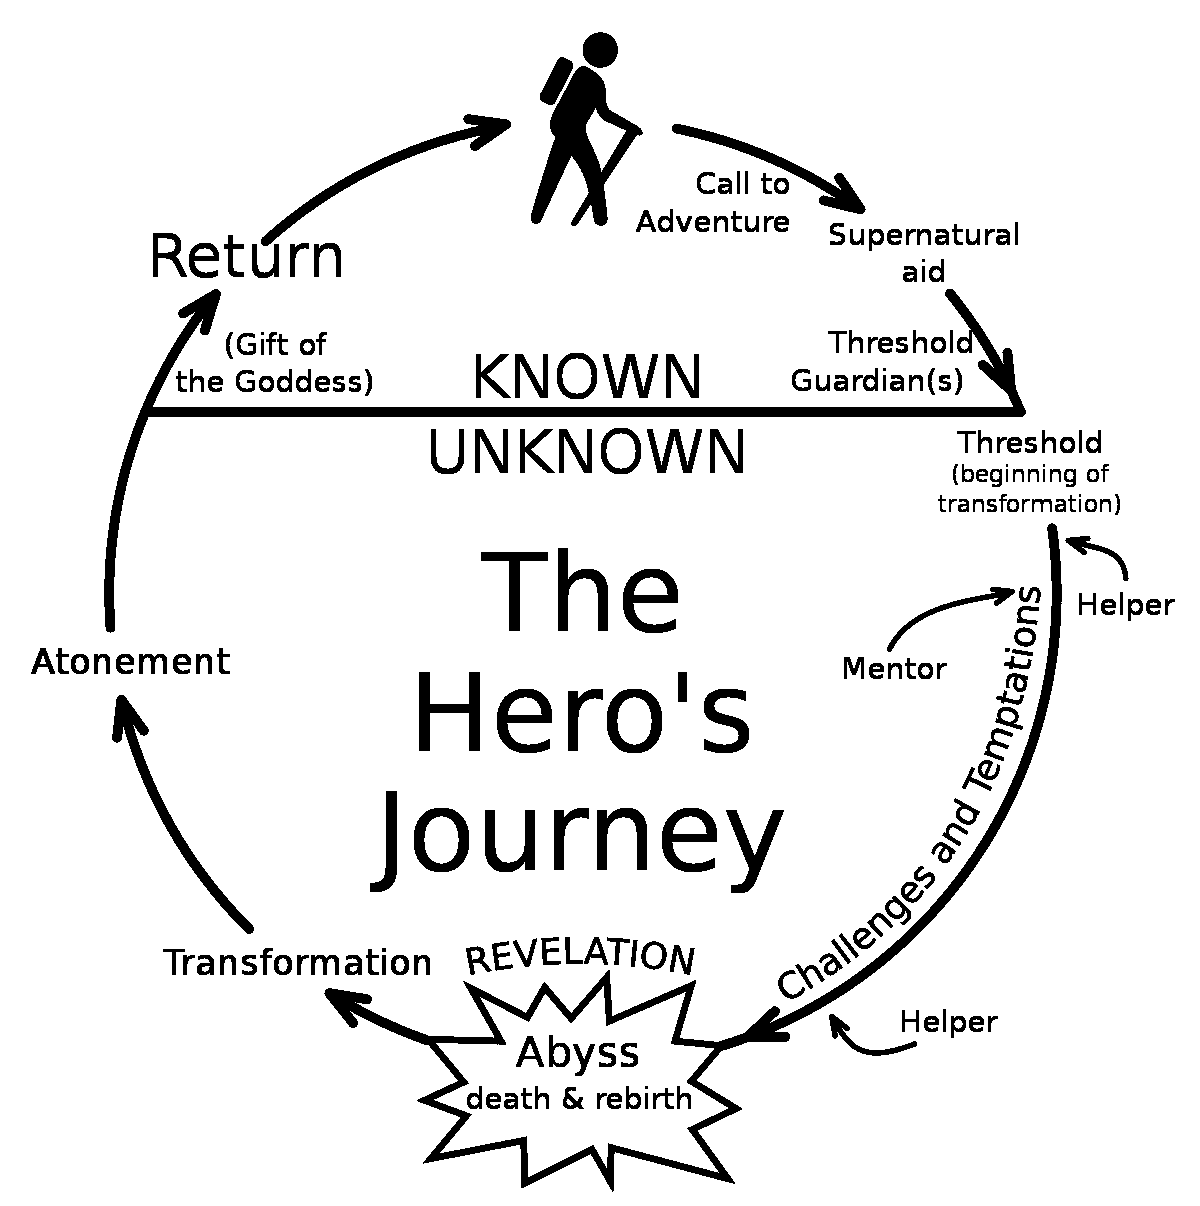 Call to
Adventure
Supernatural
aid
Return
(Gift of
the Goddess)
KNOWN
Threshold
Guardian(s)
UNKNOWN
Threshold
(beginning of
transformation)
The
Hero's
Journey
Helper
Mentor
Challenges and Temptations
Atonement
Transformation
REVELATION
Abyss
death & rebirth
Helper